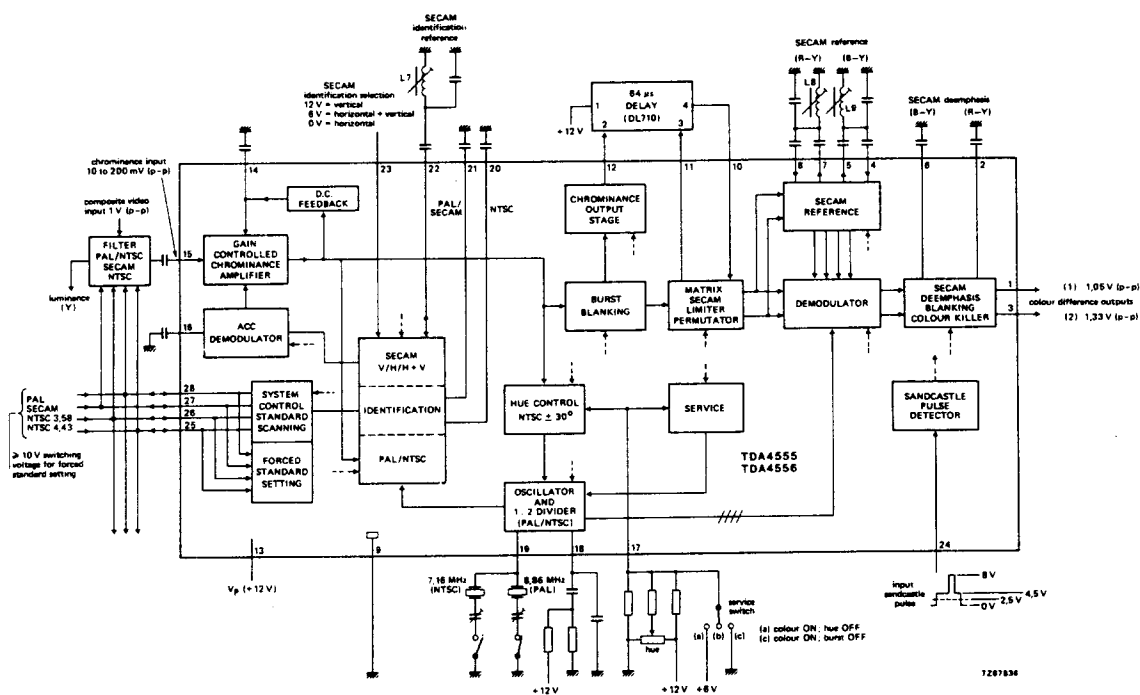 SECAM
identification
reference
L7
SECAM
identification selection
12 V = vertical
6 V = horizontal + vertical
0 V = horizontal
64 µs
DELAY
(DL710)
1
2
3
4
+12 V
SECAM reference
(R-Y)
(B-Y)
L8
L9
SECAM deemphasis
(B-Y)
(R-Y)
chrominance input
10 to 200 mV (p-p)
composite video
input 1 V (p-p)
14
23
22
21
20
12
11
10
8
7
5
4
6
2
PAL/
SECAM
NTSC
D.C.
FEEDBACK
CHROMINANCE
OUTPUT
STAGE
SECAM
REFERENCE
FILTER
PAL/NTSC
SECAM
NTSC
15
GAIN
CONTROLLED
CHROMINANCE
AMPLIFIER
luminance
(Y)
BURST
BLANKING
MATRIX
SECAM
LIMITER
PERMUTATOR
DEMODULATOR
SECAM
DEEMPHASIS
BLANKING
COLOUR KILLER
1
(1) 1,05 V (p-p)
colour difference outputs
3
(2) 1,33 V (p-p)
16
ACC
DEMODULATOR
SECAM
V/H/H + V
IDENTIFICATION
PAL/NTSC
PAL
SECAM
NTSC 3,58
NTSC 4,43
28
27
26
25
SYSTEM
CONTROL
STANDARD
SCANNING
FORCED
STANDARD
SETTING
≥ 10 V switching
voltage for forced
standard setting
HUE CONTROL
NTSC ± 30°
SERVICE
SANDCASTLE
PULSE
DETECTOR
TDA4555
TDA4556
OSCILLATOR
AND
1 : 2 DIVIDER
(PAL/NTSC)
13
9
19
18
17
24
Vp (+12 V)
7,16 MHz
(NTSC)
8,86 MHz
(PAL)
+12 V
hue
+12 V
service
switch
(a)
(b)
(c)
+6 V
(a) colour ON; hue OFF
(c) colour ON; burst OFF
input
sandcastle
pulse
8 V
4,5 V
2,5 V
0 V
7Z87836